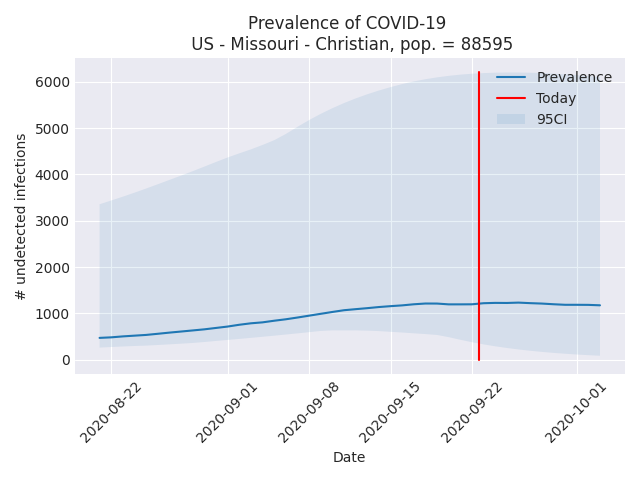 Prevalence of COVID-19
US - Missouri - Christian, pop. = 88595
6000
5000
4000
3000
2000
1000
0
# undetected infections
Prevalence
Today
95CI
2020-08-22
2020-09-01
2020-09-08
2020-09-15
2020-09-22
2020-10-01
Date